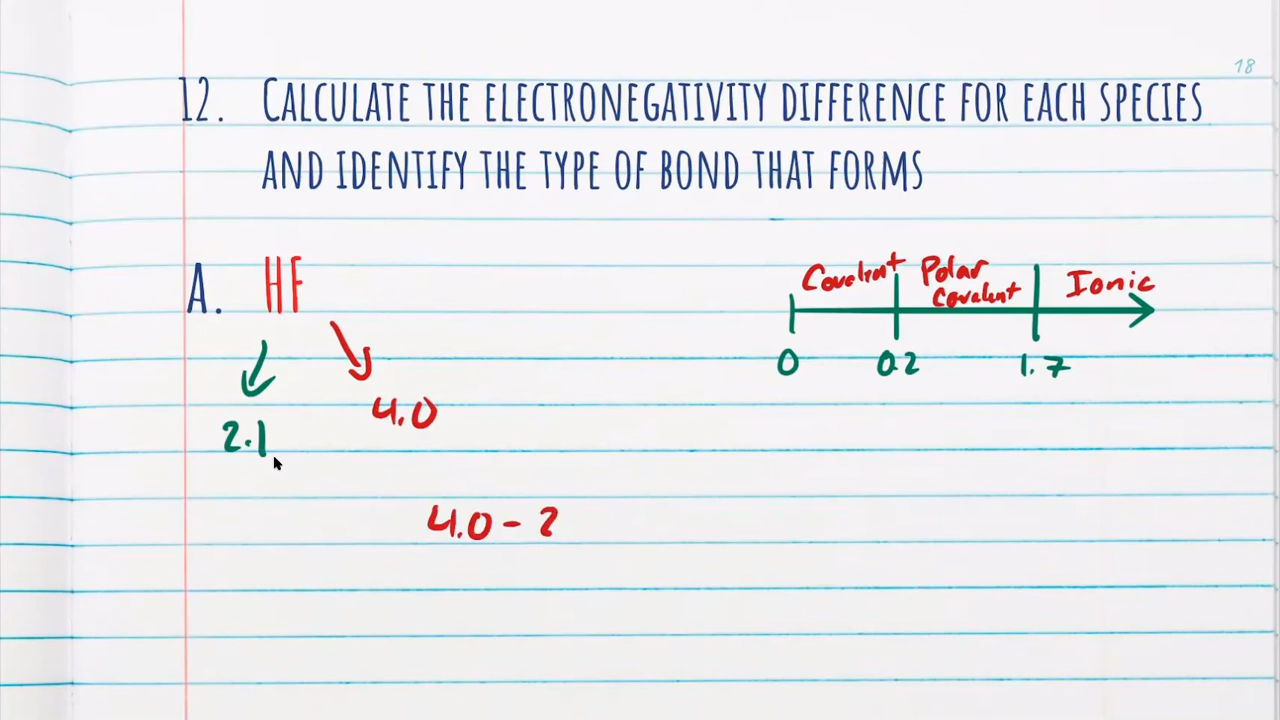 18
12. CALCULATE THE ELECTRONEGATIVITY DIFFERENCE FOR EACH SPECIES
AND IDENTIFY THE TYPE OF BOND THAT FORMS
A. HF
Covalent Polar Covalent Ionic
0 0.2 1.7
4.0
2.1
4.0 - 2